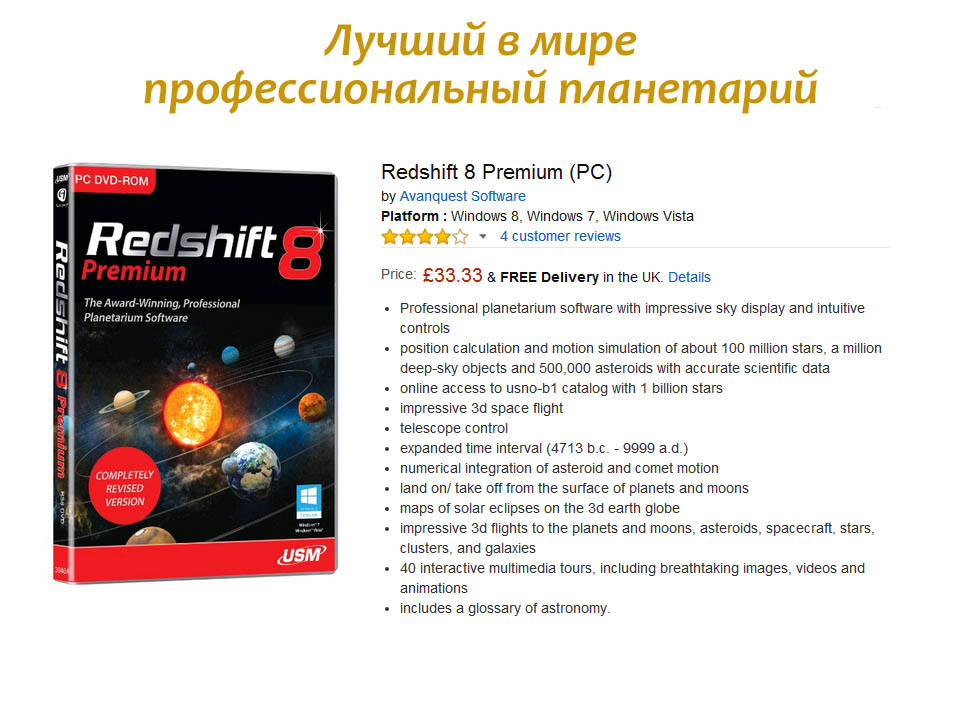 Лучший в мире
профессиональный планетарий
USM
PC DVD-ROM
Redshift 8
Premium
The Award-Winning, Professional
Planetarium Software
Redshift 8 Premium
COMPLETELY
REVISED
VERSION
Windows 7
USM
Redshift 8 Premium (PC)
by Avanquest Software
Platform : Windows 8, Windows 7, Windows Vista
4 customer reviews
Price: £33.33 & FREE Delivery in the UK. Details
• Professional planetarium software with impressive sky display and intuitive
controls
• position calculation and motion simulation of about 100 million stars, a million
deep-sky objects and 500,000 asteroids with accurate scientific data
• online access to usno-b1 catalog with 1 billion stars
• impressive 3d space flight
• telescope control
• expanded time interval (4713 b.c. - 9999 a.d.)
• numerical integration of asteroid and comet motion
• land on/ take off from the surface of planets and moons
• maps of solar eclipses on the 3d earth globe
• impressive 3d flights to the planets and moons, asteroids, spacecraft, stars,
clusters, and galaxies
• 40 interactive multimedia tours, including breathtaking images, videos and
animations
• includes a glossary of astronomy.